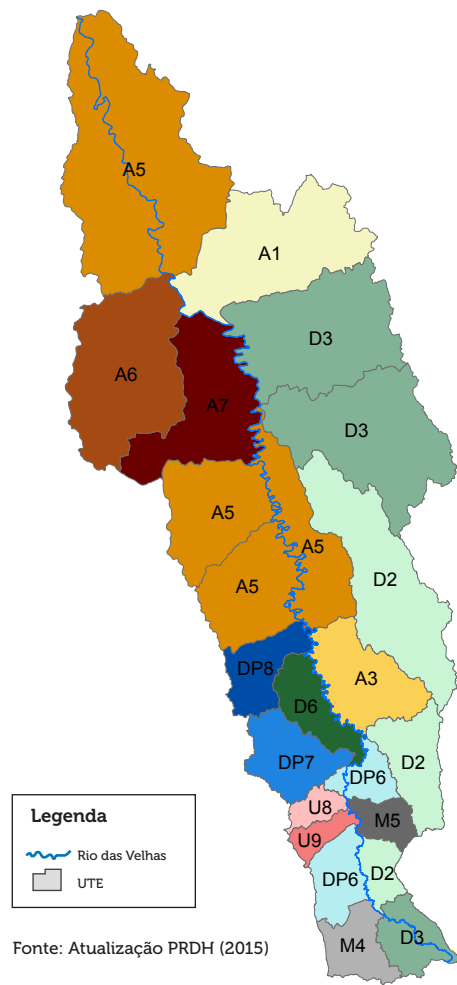 A5
A1
D3
A6
A7
D3
A5
A5
D2
A5
DP8
A3
D6
DP7
D2
DP6
U8
M5
U9
DP6
D2
M4
D3
Legenda
Rio das Velhas
UTE
Fonte: Atualização PRDH (2015)